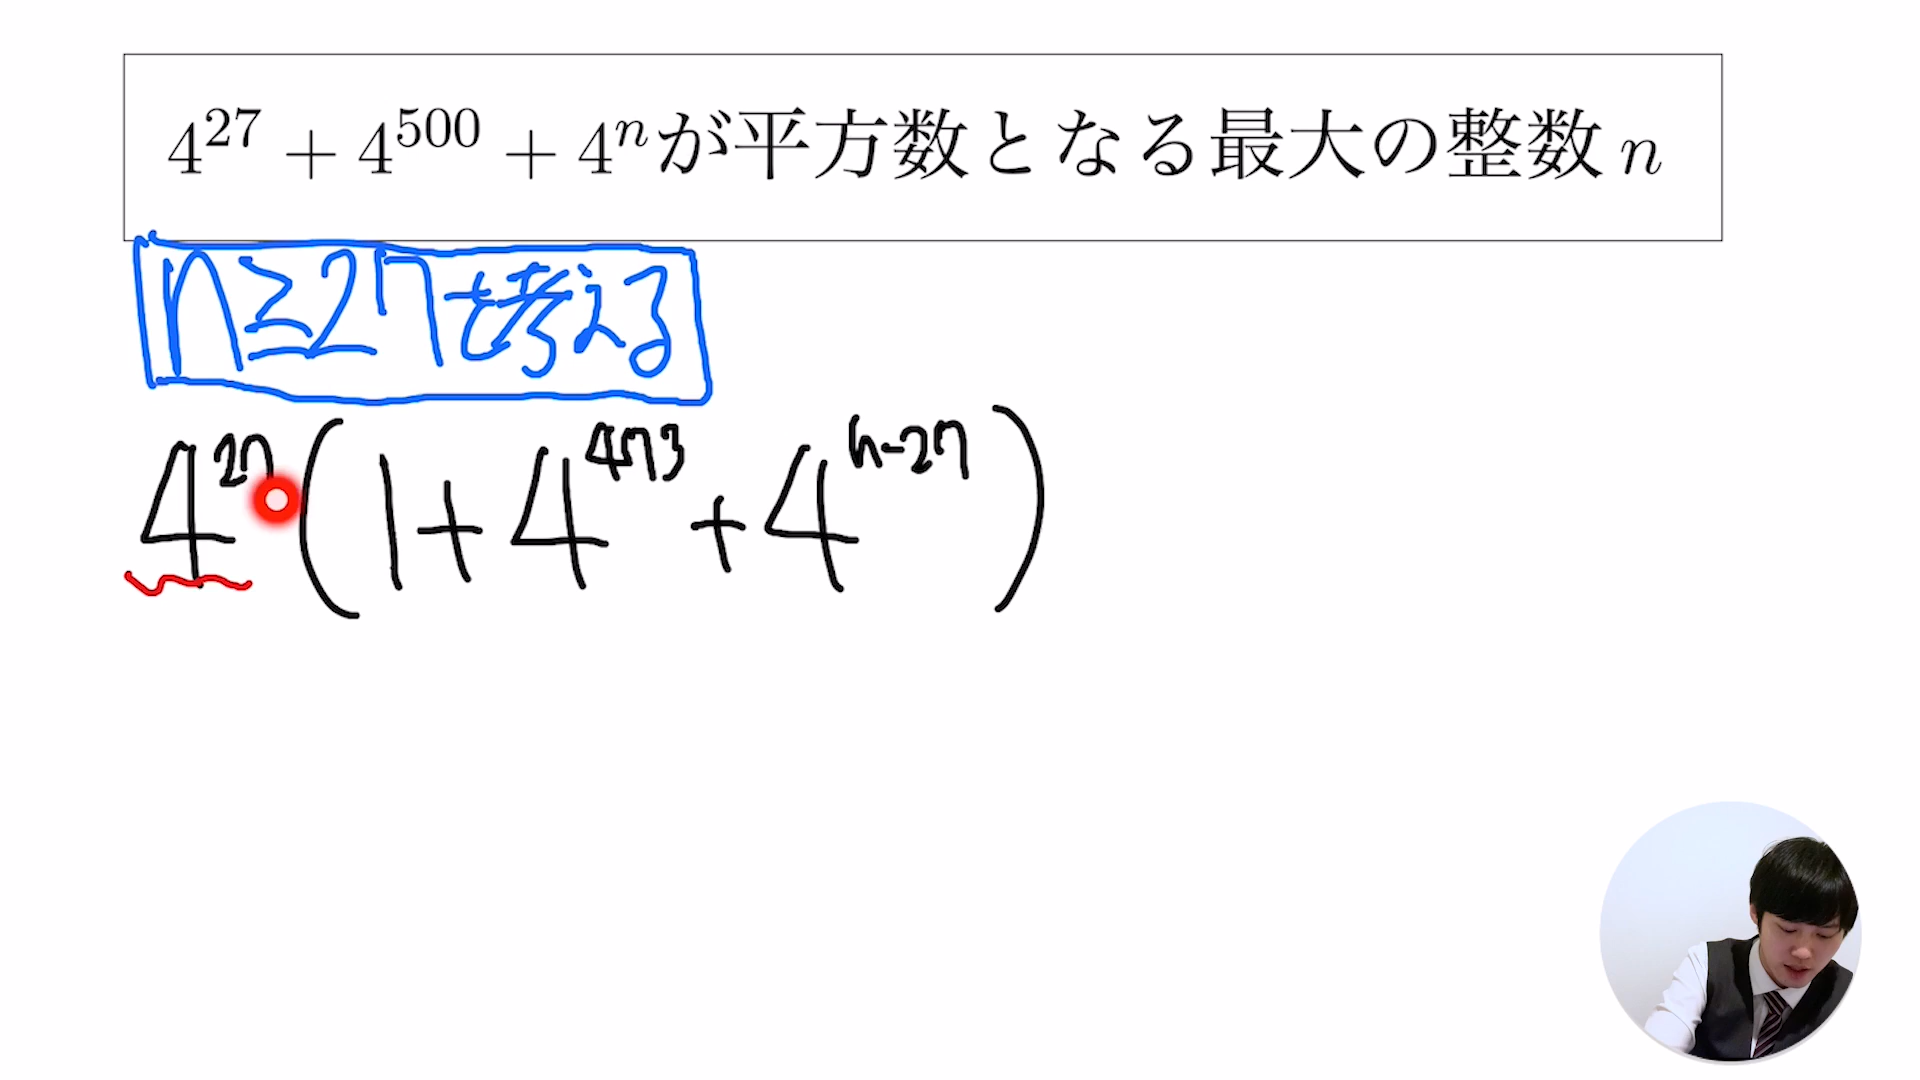 4^{27} + 4^{500} + 4^n が平方数となる最大の整数 n
n≧27を考える
4^{27}(1+4^{473}+4^{n-27})